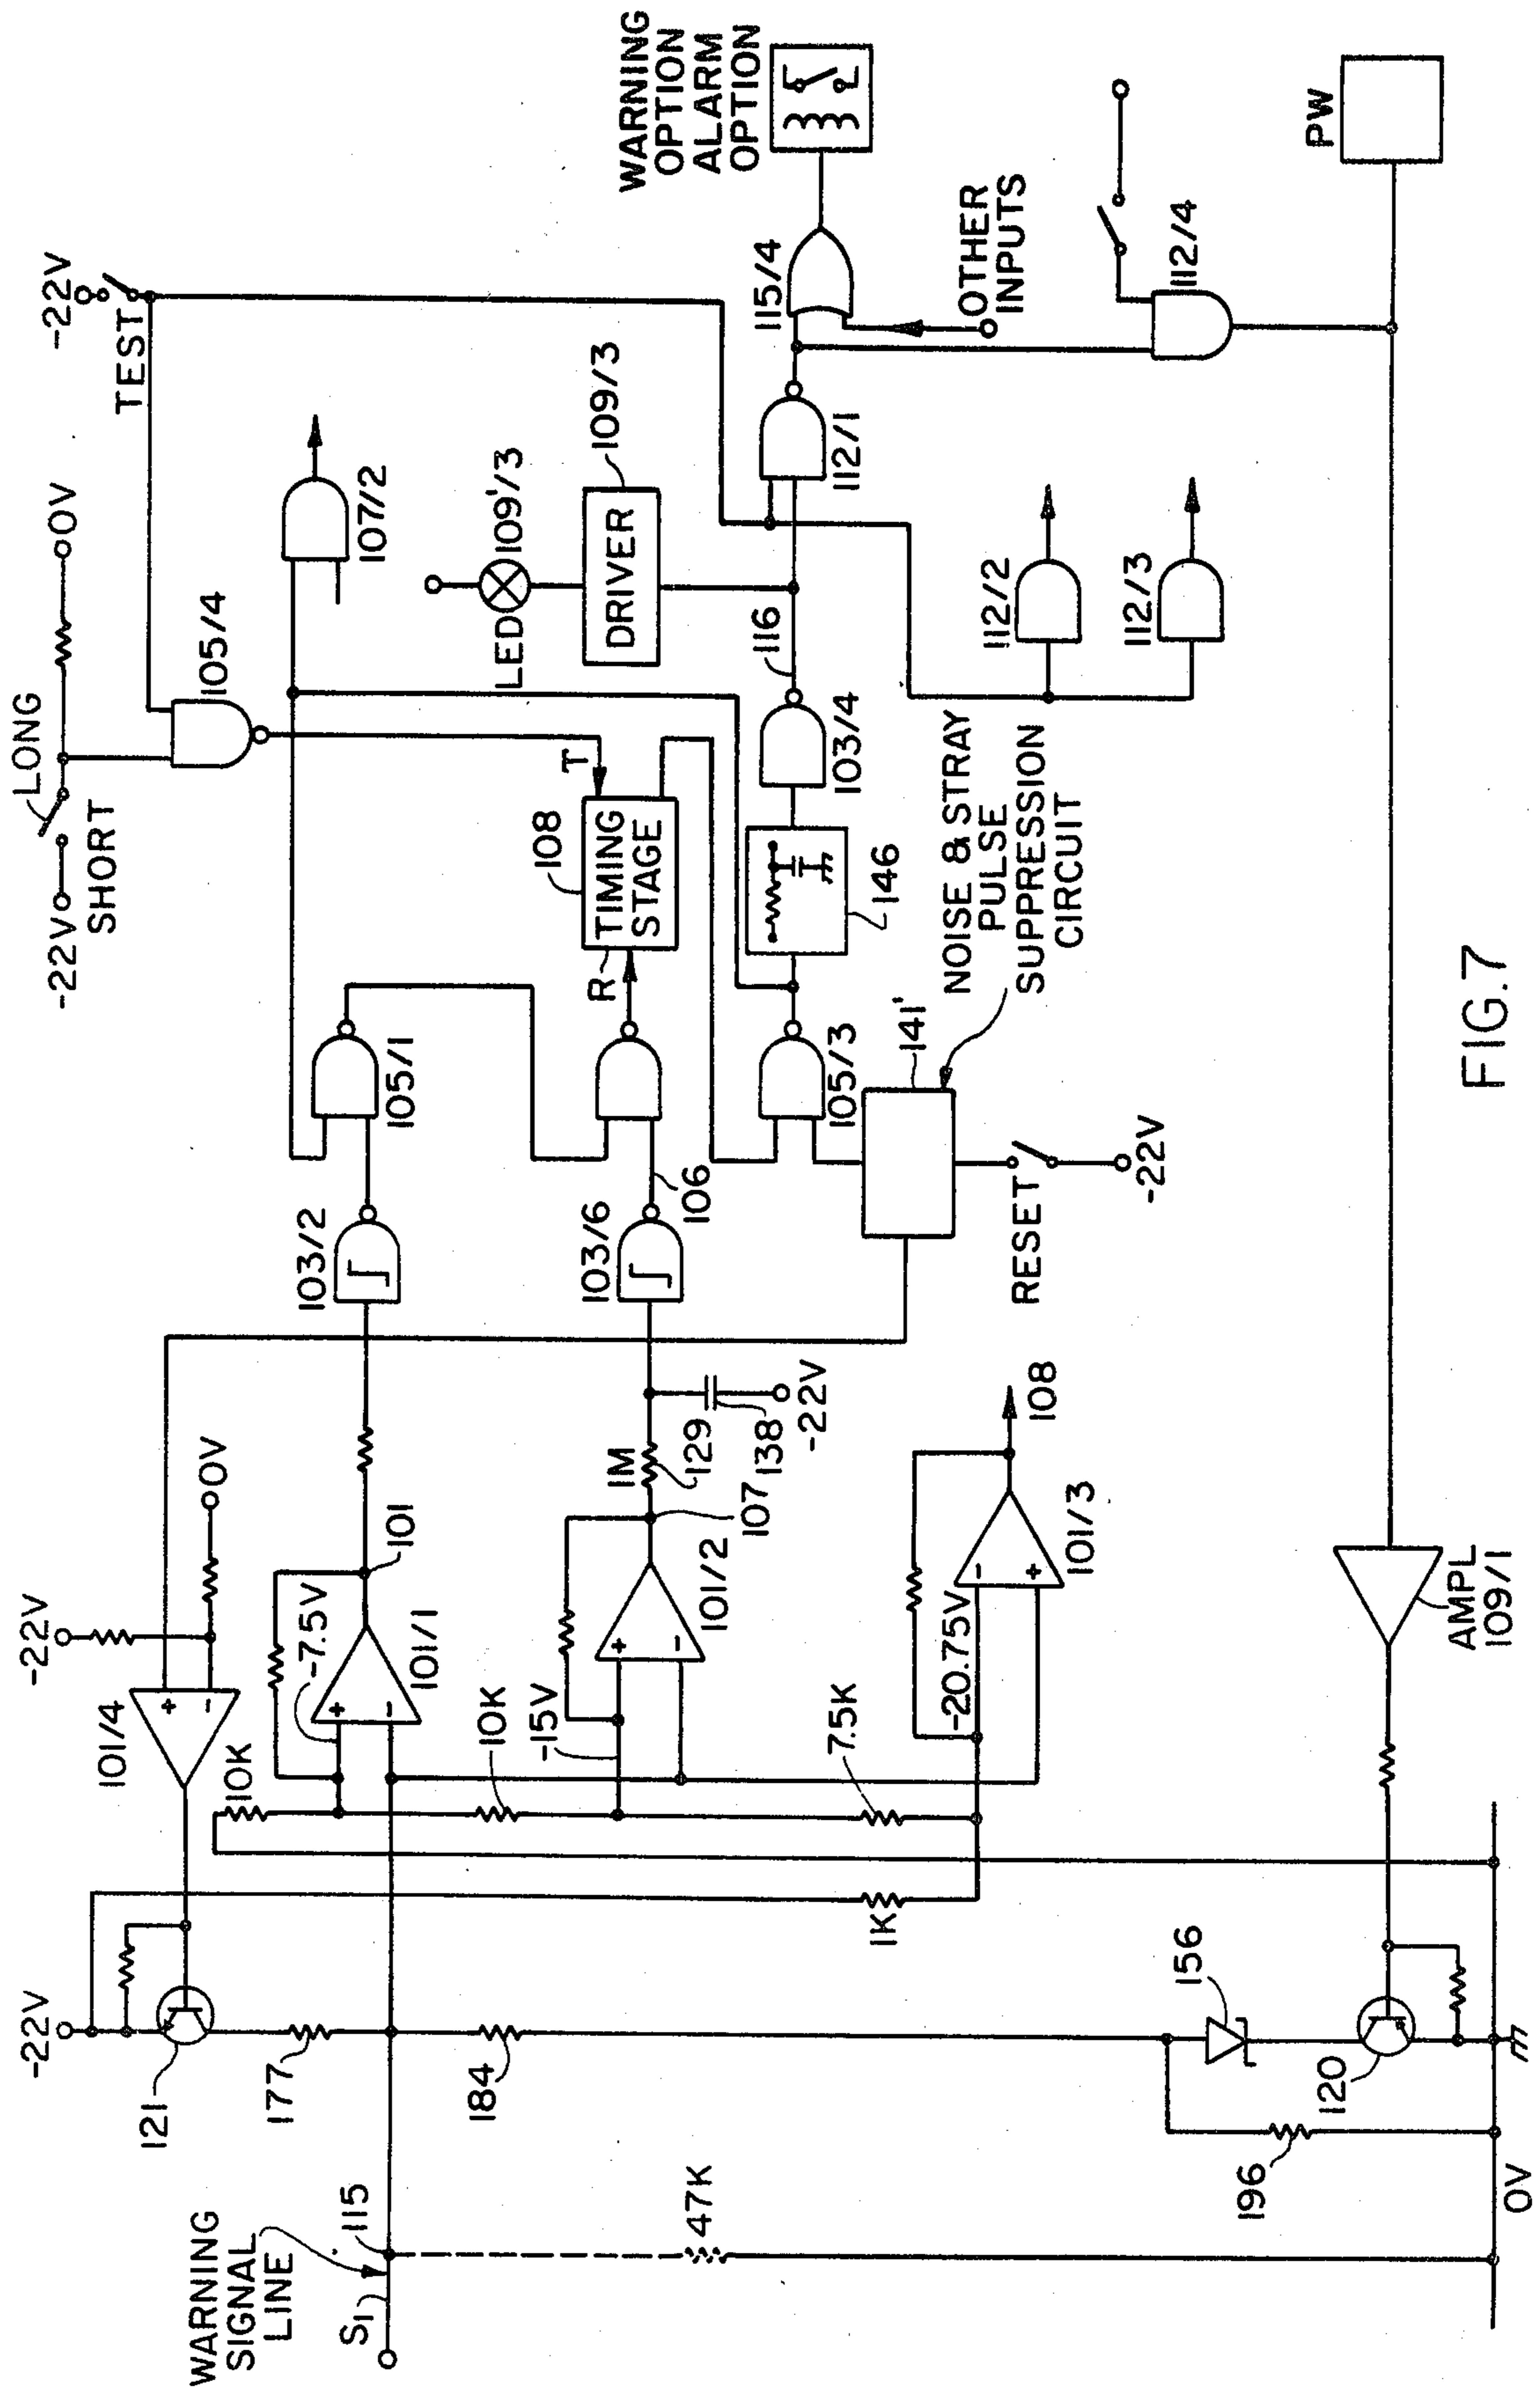 WARNING
SIGNAL
LINE
S1
115
47K
-22V
121
177
184
196
0V
156
120
1K
101/4
+
-
-22V
0V
10K
-7.5V
+
-
101/1
101
10K
-15V
+
-
101/2
107
1M
129
138
-22V
7.5K
-20.75V
-
+
101/3
108
AMPL
109/1
103/2
103/6
106
105/1
R
108
TIMING
STAGE
T
105/3
141'
RESET
-22V
NOISE & STRAY
PULSE
SUPPRESSION
CIRCUIT
146
103/4
116
-22V
SHORT
LONG
0V
105/4
107/2
LED
109'/3
DRIVER
109/3
TEST
-22V
112/1
112/2
112/3
115/4
OTHER
INPUTS
WARNING
OPTION
ALARM
OPTION
112/4
PW
FIG.7